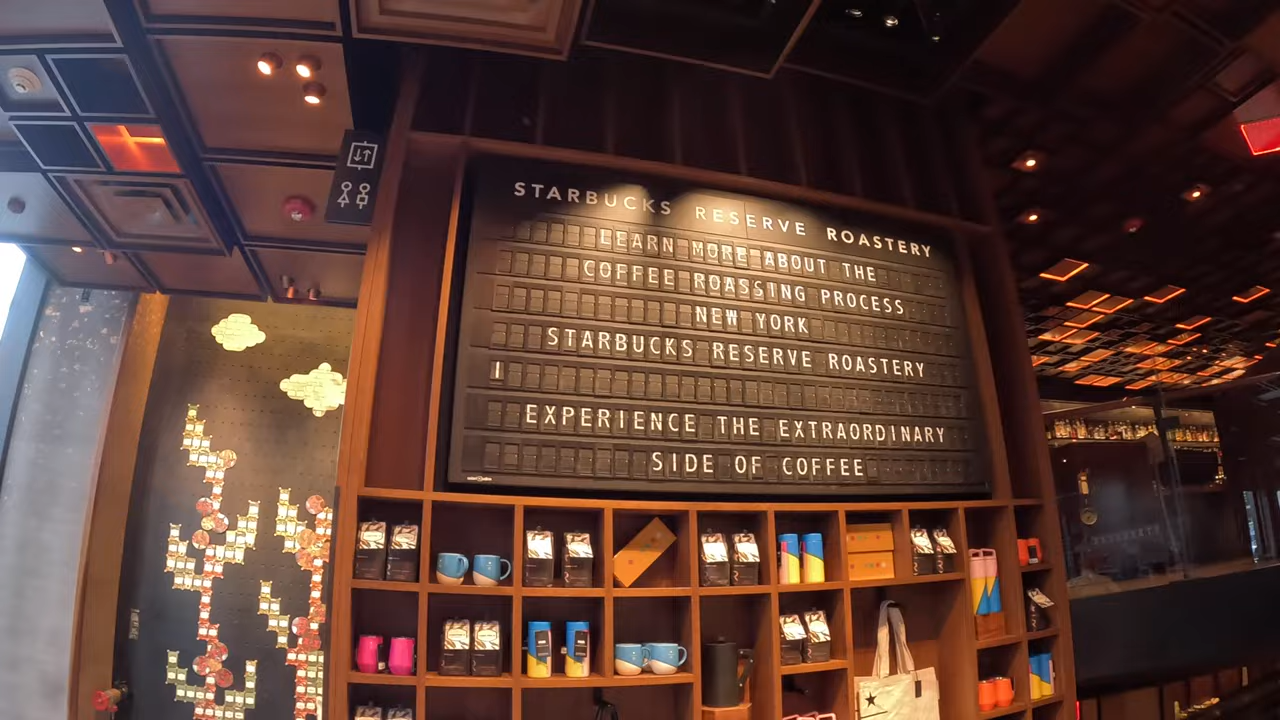 STARBUCKS RESERVE ROASTERY
LEARN MORE ABOUT THE
COFFEE ROASSING PROCESS
NEW YORK
STARBUCKS RESERVE ROASTERY
I
EXPERIENCE THE EXTRAORDINARY
SIDE OF COFFEE